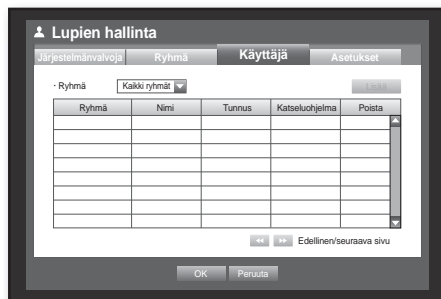 Lupien hallinta
Järjestelmänvalvoja Ryhmä Käyttäjä Asetukset
· Ryhmä Kaikki ryhmät Lisää
Ryhmä Nimi Tunnus Katseluohjelma Poista
Edellinen/seuraava sivu
OK Peruuta